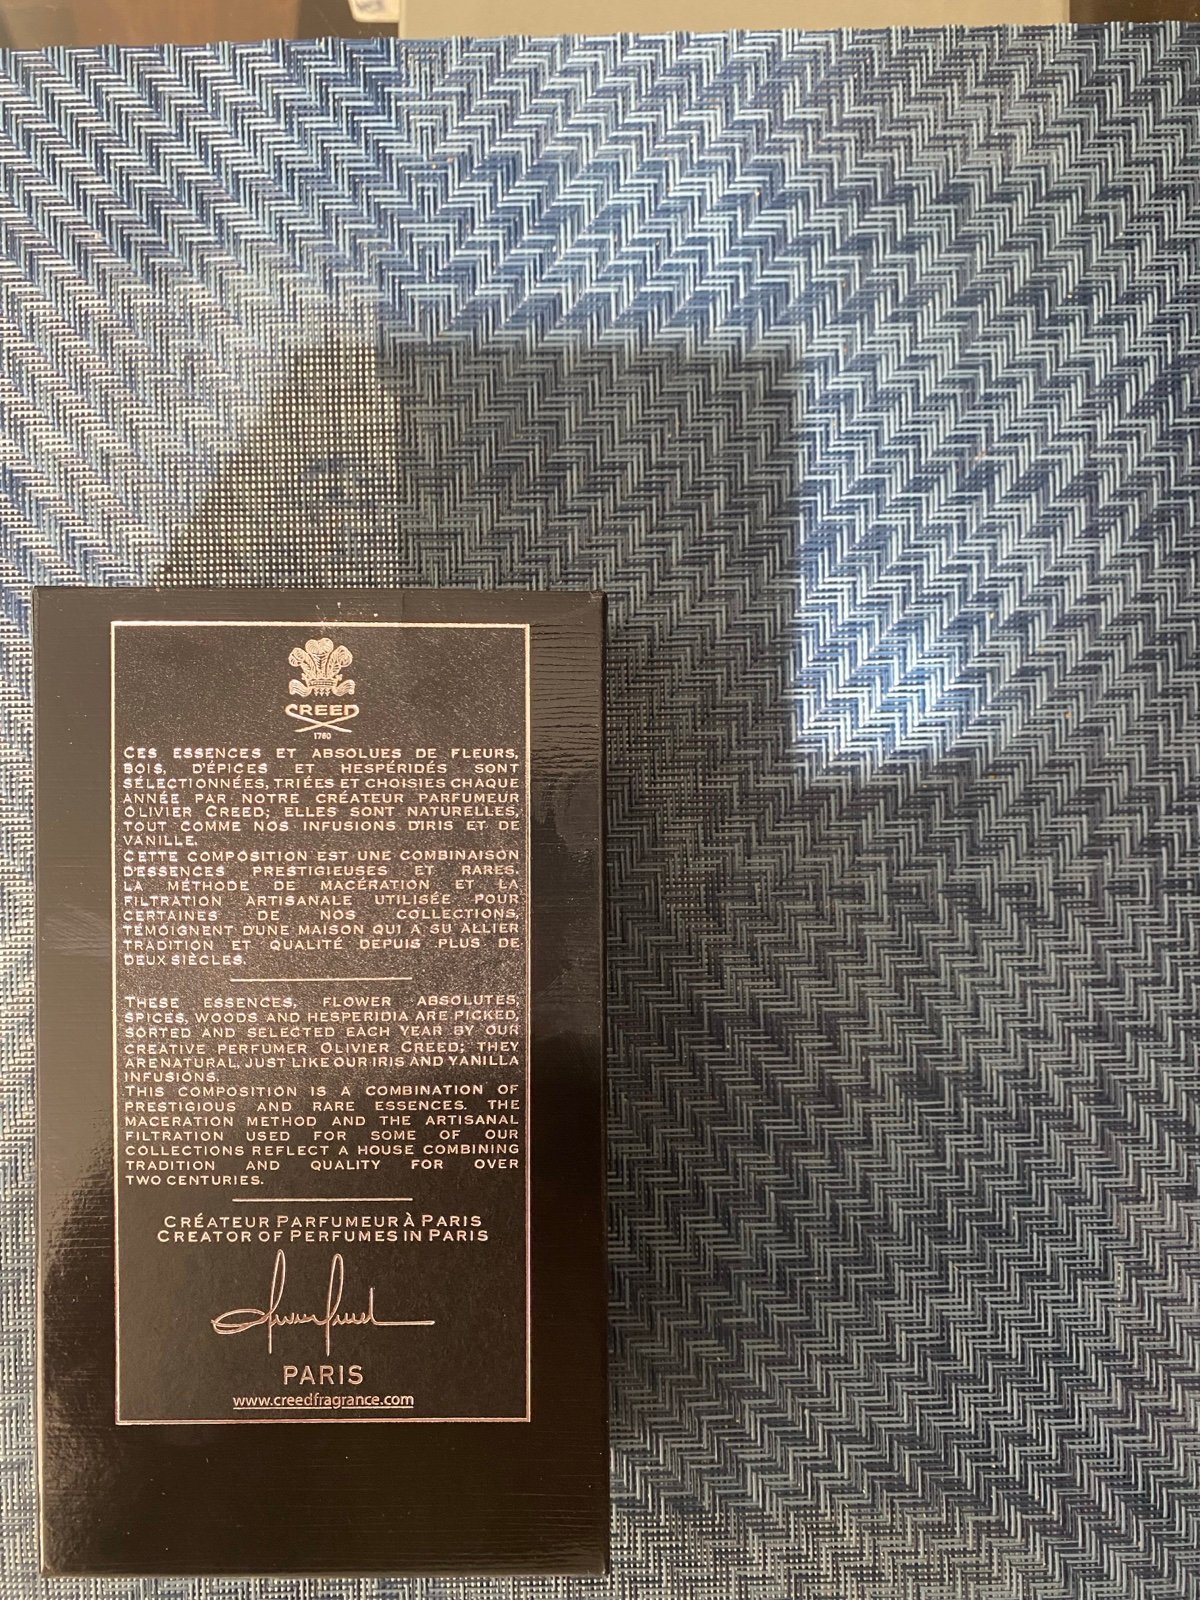 CREED
1760
CES ESSENCES ET ABSOLUES DE FLEURS,
BOIS, D'ÉPICES ET HESPÉRIDÉS SONT
SÉLECTIONNÉES, TRIÉES ET CHOISIES CHAQUE
ANNÉE PAR NOTRE CRÉATEUR PARFUMEUR
OLIVIER CREED; ELLES SONT NATURELLES,
TOUT COMME NOS INFUSIONS D'IRIS ET DE
VANILLE.
CETTE COMPOSITION EST UNE COMBINAISON
D'ESSENCES PRESTIGIEUSES ET RARES.
LA MÉTHODE DE MACÉRATION ET LA
FILTRATION ARTISANALE UTILISÉE POUR
CERTAINES DE NOS COLLECTIONS,
TÉMOIGNENT D'UNE MAISON QUI A SU ALLIER
TRADITION ET QUALITÉ DEPUIS PLUS DE
DEUX SIÈCLES.
THESE ESSENCES, FLOWER ABSOLUTES,
SPICES, WOODS AND HESPERIDIA ARE PICKED,
SORTED AND SELECTED EACH YEAR BY OUR
CREATIVE PERFUMER OLIVIER CREED; THEY
ARE NATURAL, JUST LIKE OUR IRIS AND VANILLA
INFUSIONS.
THIS COMPOSITION IS A COMBINATION OF
PRESTIGIOUS AND RARE ESSENCES. THE
MACERATION METHOD AND THE ARTISANAL
FILTRATION USED FOR SOME OF OUR
COLLECTIONS REFLECT A HOUSE COMBINING
TRADITION AND QUALITY FOR OVER
TWO CENTURIES.
CRÉATEUR PARFUMEUR À PARIS
CREATOR OF PERFUMES IN PARIS
Olivier Creed
PARIS
www.creedfragrance.com